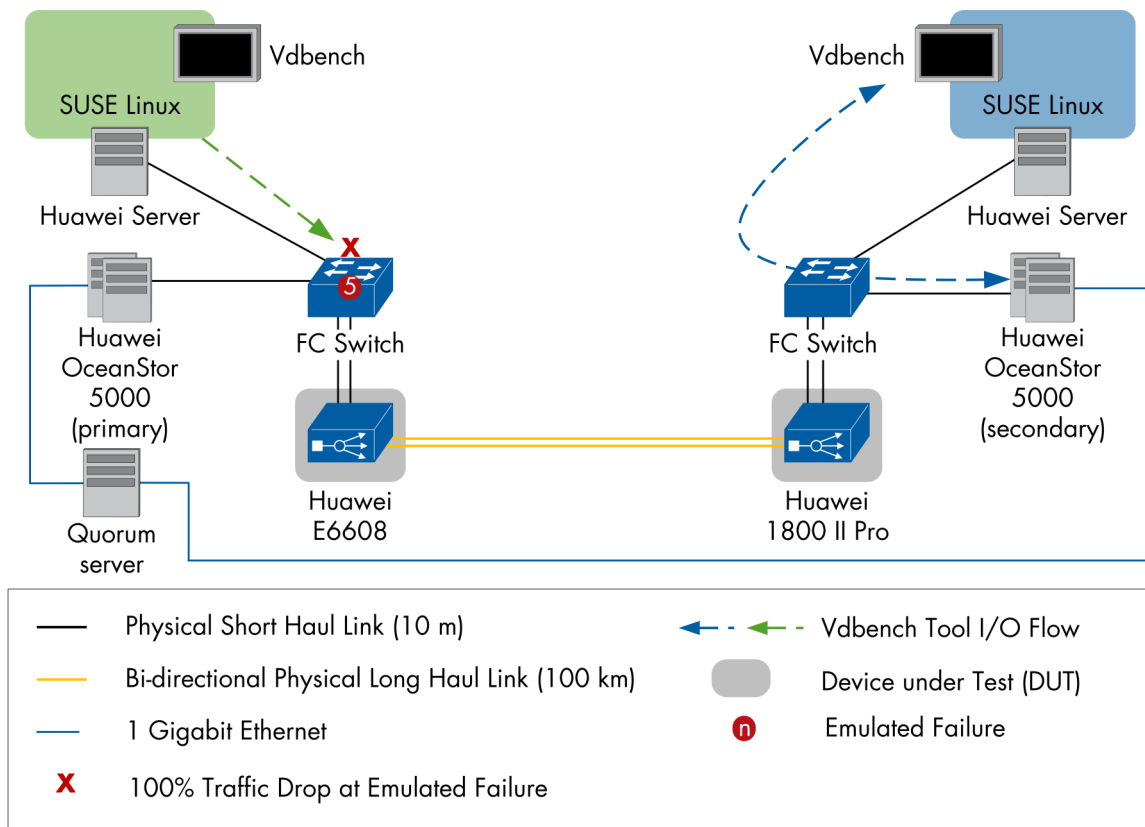 Vdbench
SUSE Linux
Huawei Server
X
5
FC Switch
Huawei
OceanStor
5000
(primary)
Huawei
E6608
Quorum
server
Vdbench
SUSE Linux
Huawei Server
FC Switch
Huawei
OceanStor
5000
(secondary)
Huawei
1800 II Pro
Physical Short Haul Link (10 m)
Bi-directional Physical Long Haul Link (100 km)
1 Gigabit Ethernet
X 100% Traffic Drop at Emulated Failure
Vdbench Tool I/O Flow
Device under Test (DUT)
n Emulated Failure